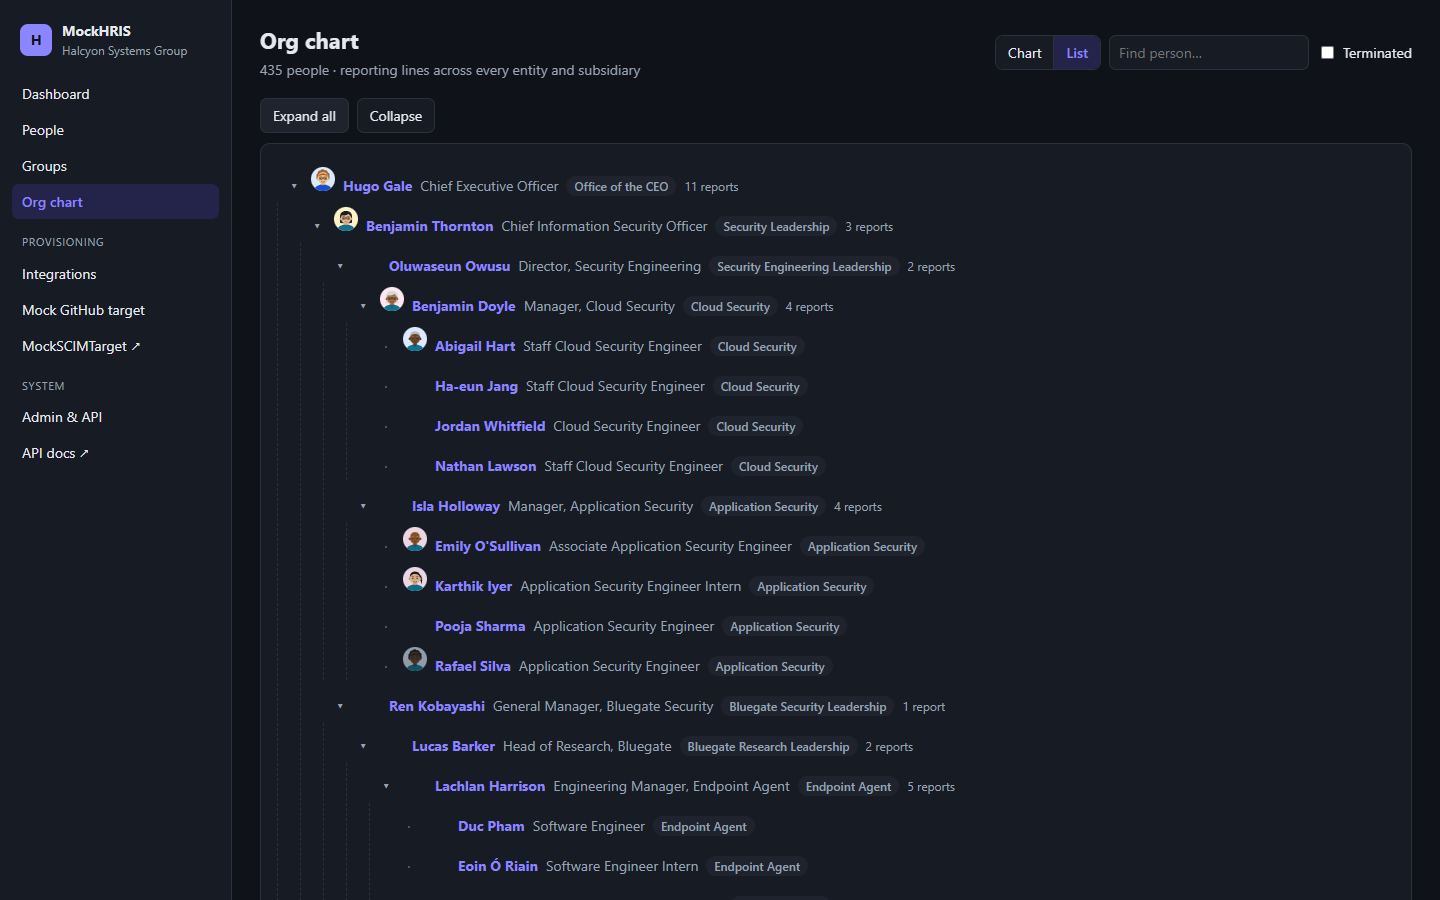 H
MockHRIS
Halcyon Systems Group
Dashboard
People
Groups
Org chart
PROVISIONING
Integrations
Mock GitHub target
MockSCIMTarget ↗
SYSTEM
Admin & API
API docs ↗
Org chart
435 people · reporting lines across every entity and subsidiary
Chart List Find person... Terminated
Expand all Collapse
Hugo Gale Chief Executive Officer Office of the CEO 11 reports
Benjamin Thornton Chief Information Security Officer Security Leadership 3 reports
Oluwaseun Owusu Director, Security Engineering Security Engineering Leadership 2 reports
Benjamin Doyle Manager, Cloud Security Cloud Security 4 reports
Abigail Hart Staff Cloud Security Engineer Cloud Security
Ha-eun Jang Staff Cloud Security Engineer Cloud Security
Jordan Whitfield Cloud Security Engineer Cloud Security
Nathan Lawson Staff Cloud Security Engineer Cloud Security
Isla Holloway Manager, Application Security Application Security 4 reports
Emily O'Sullivan Associate Application Security Engineer Application Security
Karthik Iyer Application Security Engineer Intern Application Security
Pooja Sharma Application Security Engineer Application Security
Rafael Silva Application Security Engineer Application Security
Ren Kobayashi General Manager, Bluegate Security Bluegate Security Leadership 1 report
Lucas Barker Head of Research, Bluegate Bluegate Research Leadership 2 reports
Lachlan Harrison Engineering Manager, Endpoint Agent Endpoint Agent 5 reports
Duc Pham Software Engineer Endpoint Agent
Eoin Ó Riain Software Engineer Intern Endpoint Agent